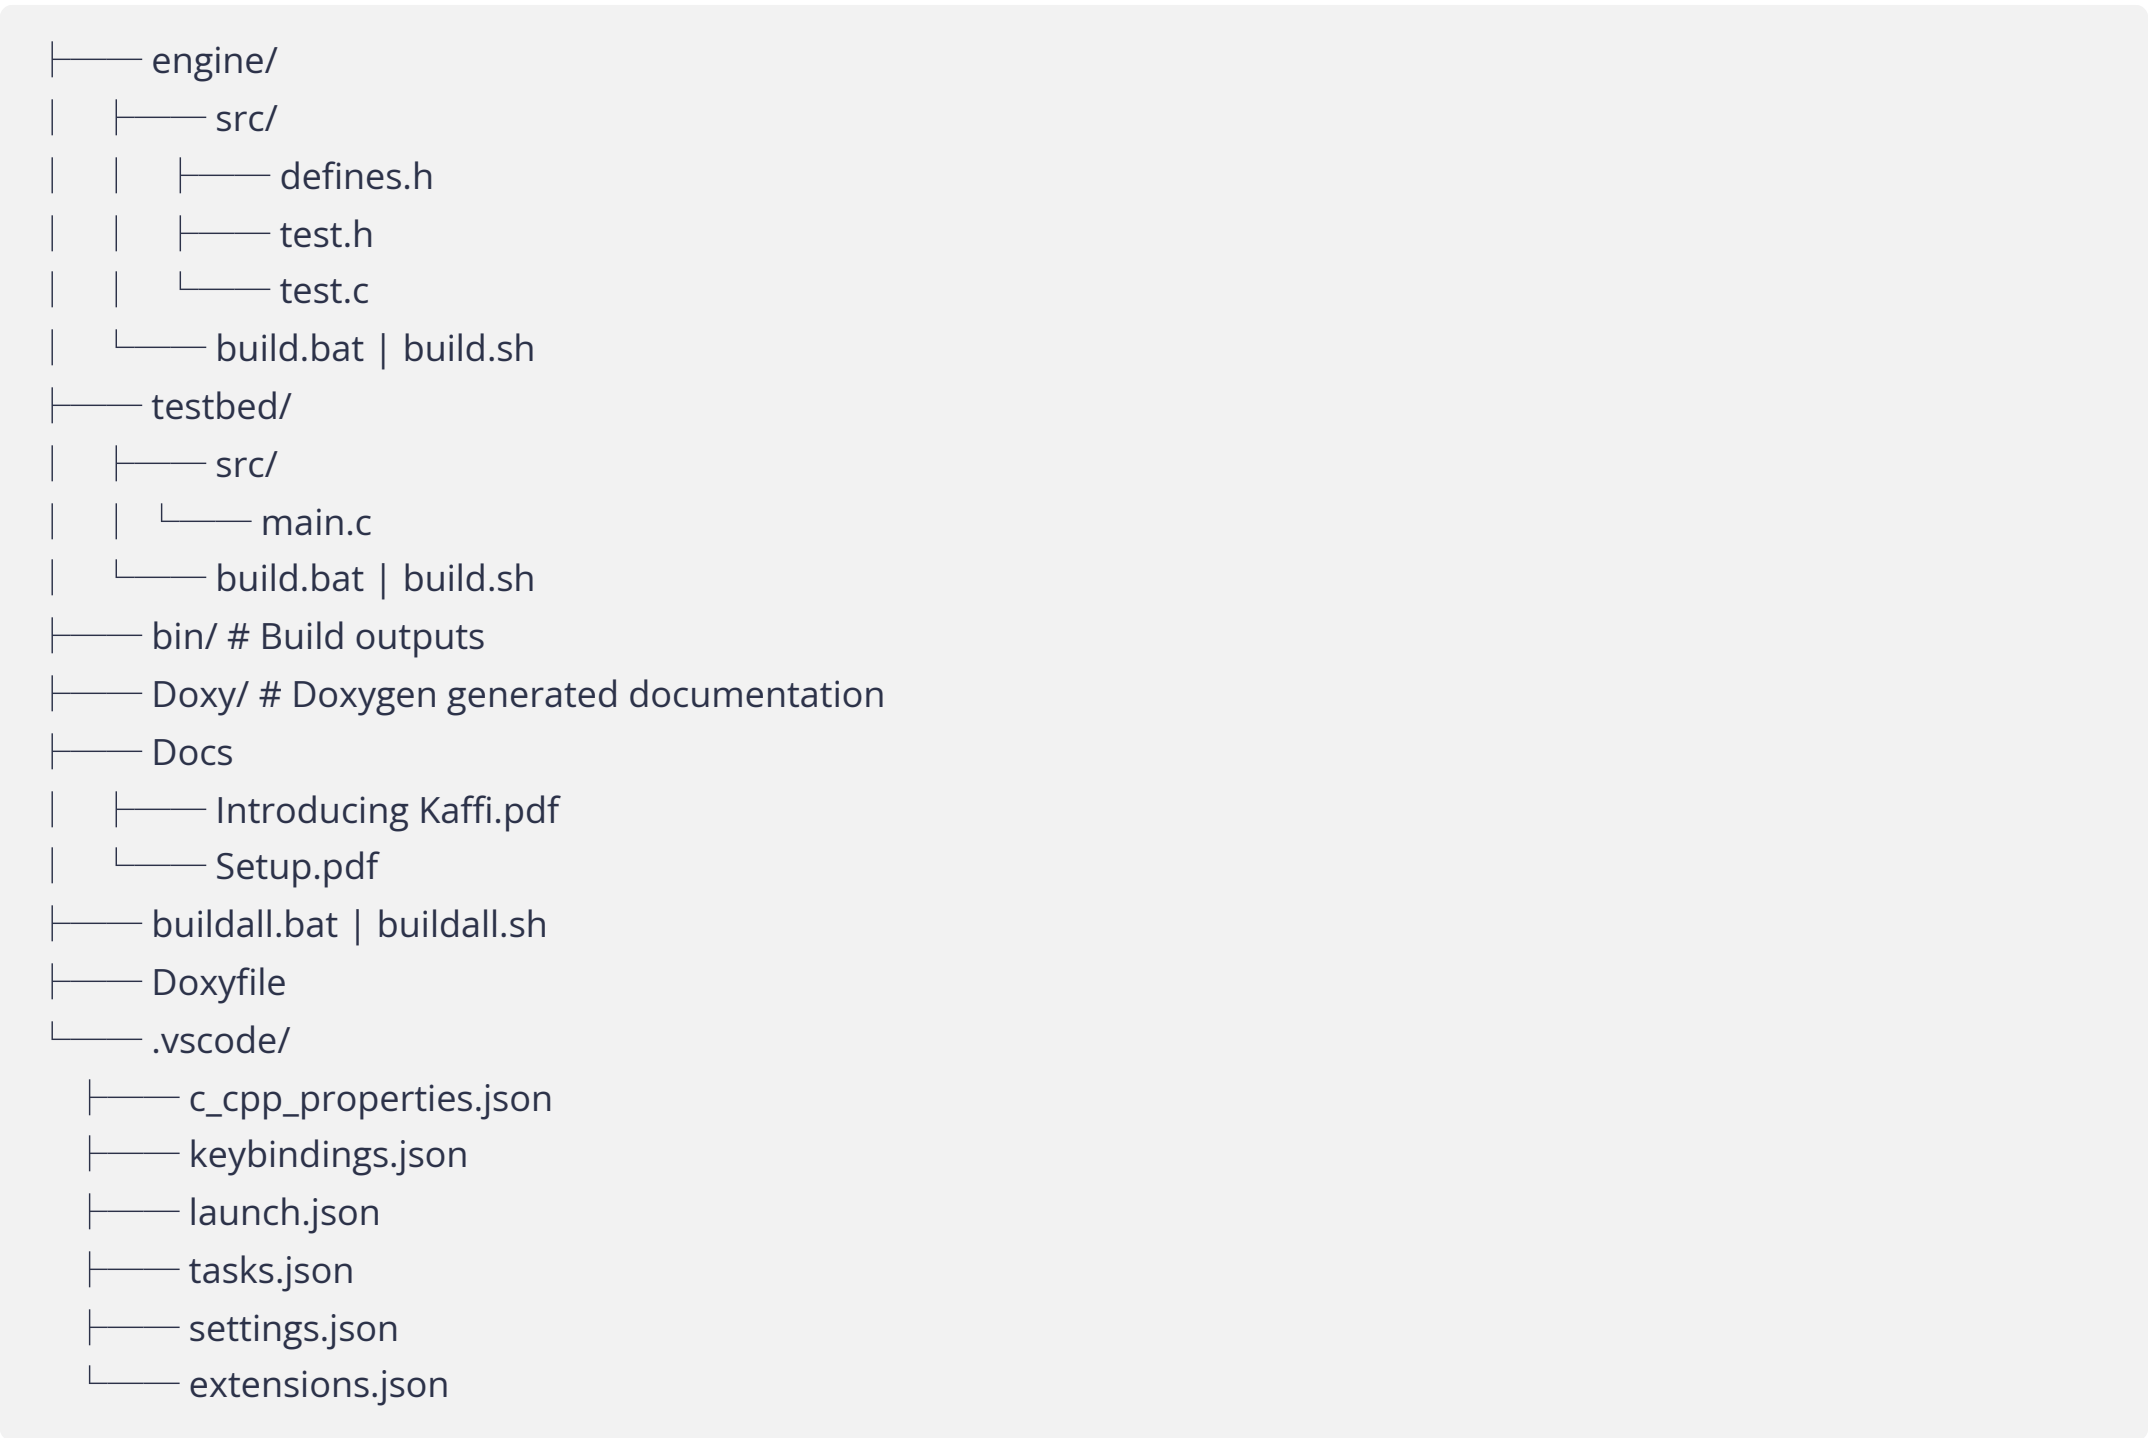 ├── engine/
│   ├── src/
│   │   ├── defines.h
│   │   ├── test.h
│   │   └── test.c
│   └── build.bat | build.sh
├── testbed/
│   ├── src/
│   │  └── main.c
│   └── build.bat | build.sh
├── bin/ # Build outputs
├── Doxy/ # Doxygen generated documentation
├── Docs
│   ├── Introducing Kaffi.pdf
│   └── Setup.pdf
├── buildall.bat | buildall.sh
├── Doxyfile
└── .vscode/
  ├── c_cpp_properties.json
  ├── keybindings.json
  ├── launch.json
  ├── tasks.json
  ├── settings.json
  └── extensions.json